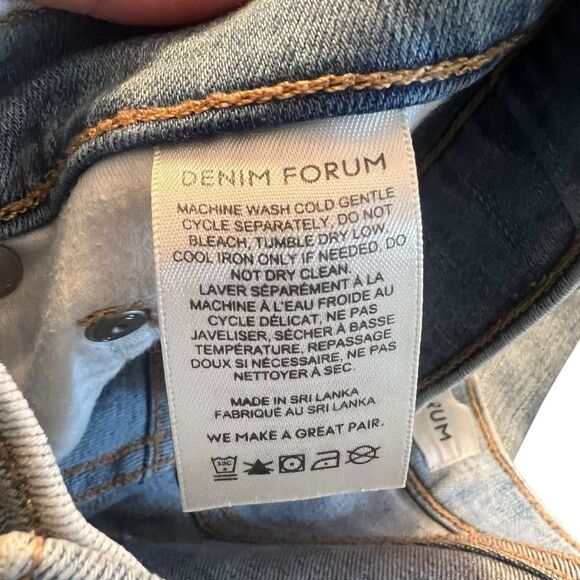 DENIM FORUM
MACHINE WASH COLD GENTLE
CYCLE SEPARATELY, DO NOT
BLEACH, TUMBLE DRY LOW,
COOL IRON ONLY IF NEEDED, DO
NOT DRY CLEAN.
LAVER SÉPARÉMENT À LA
MACHINE À L'EAU FROIDE AU
CYCLE DÉLICAT, NE PAS
JAVELISER, SÉCHER À BASSE
TEMPÉRATURE, REPASSAGE
DOUX SI NÉCESSAIRE, NE PAS
NETTOYER À SEC.
MADE IN SRI LANKA
FABRIQUÉ AU SRI LANKA
WE MAKE A GREAT PAIR.
RUM